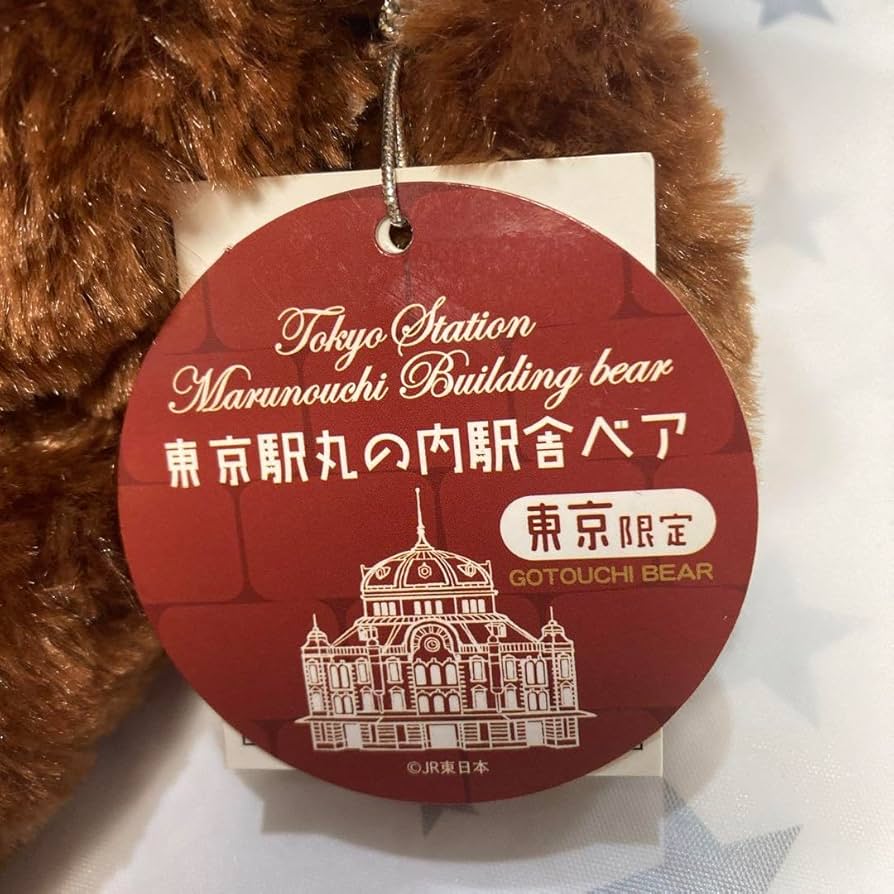 Tokyo Station
Marunouchi Building bear
東京駅丸の内駅舎ベア
東京限定
GOTOUCHI BEAR
©JR東日本